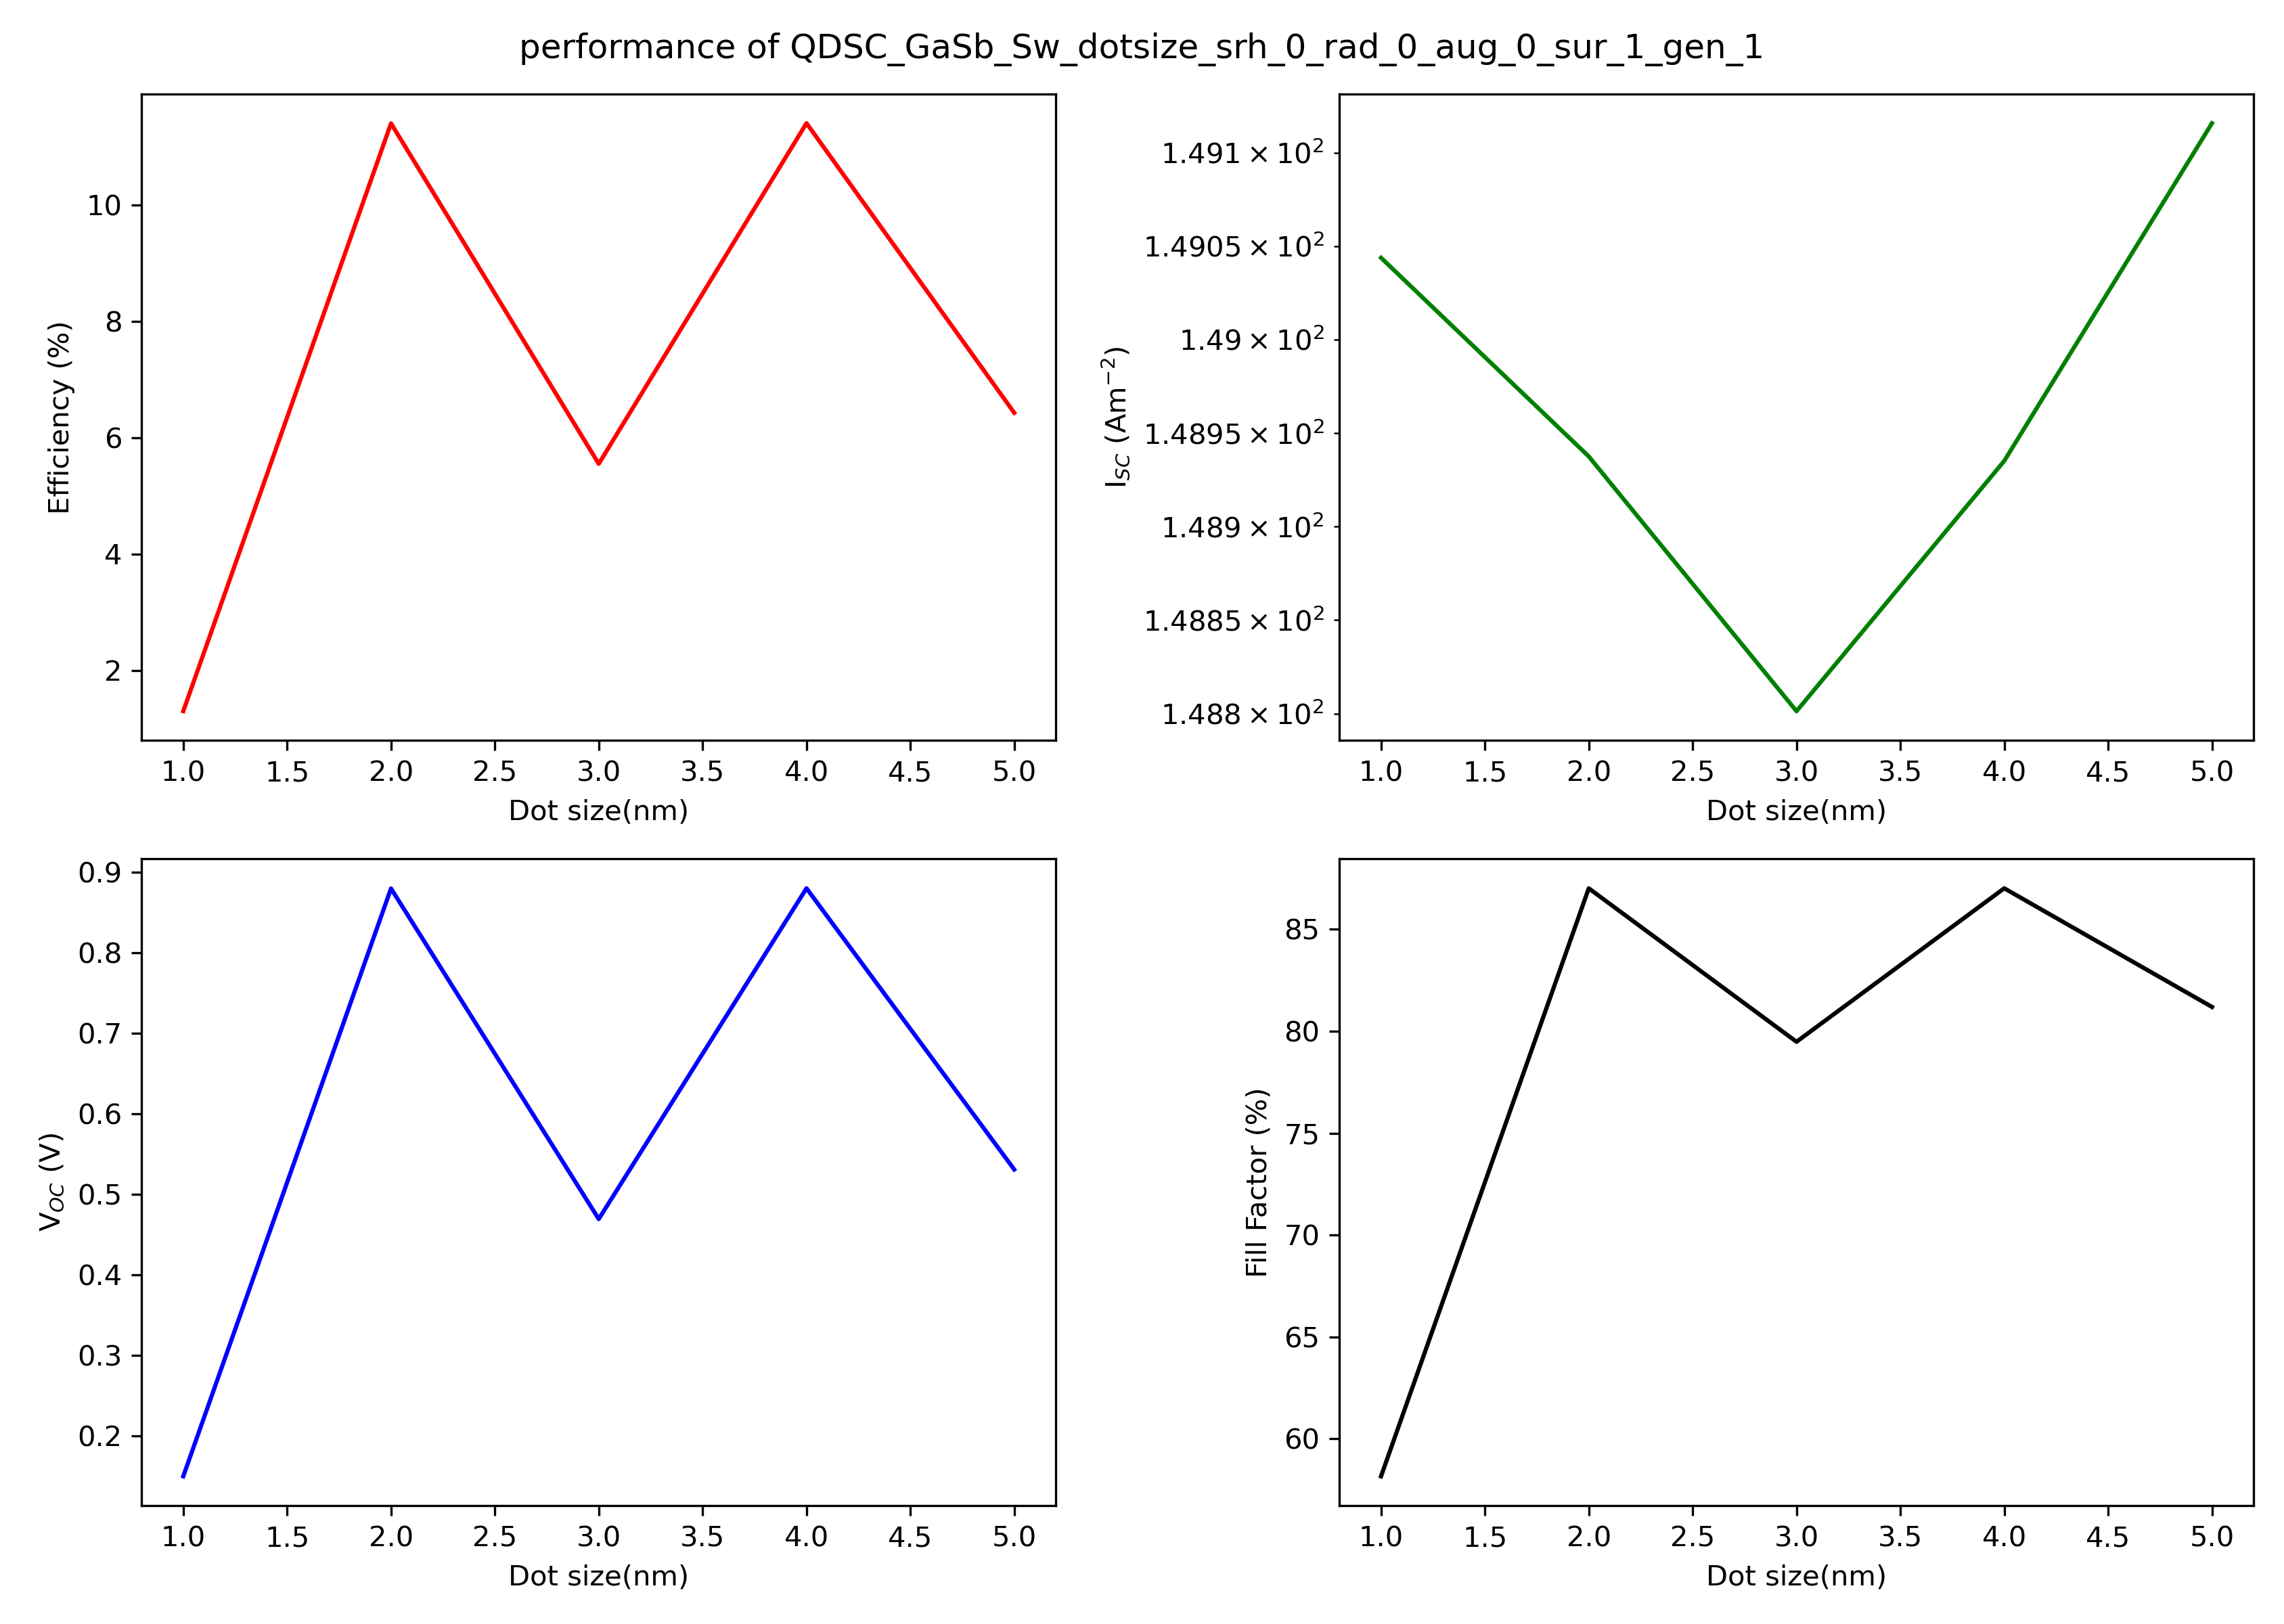 performance of QDSC_GaSb_Sw_dotsize_srh_0_rad_0_aug_0_sur_1_gen_1
Efficiency (%)
10
8
6
4
2
1.0 1.5 2.0 2.5 3.0 3.5 4.0 4.5 5.0
Dot size(nm)
I$_{SC}$ (Am$^{-2}$)
1.491 × 10²
1.4905 × 10²
1.49 × 10²
1.4895 × 10²
1.489 × 10²
1.4885 × 10²
1.488 × 10²
1.0 1.5 2.0 2.5 3.0 3.5 4.0 4.5 5.0
Dot size(nm)
V$_{OC}$ (V)
0.9
0.8
0.7
0.6
0.5
0.4
0.3
0.2
1.0 1.5 2.0 2.5 3.0 3.5 4.0 4.5 5.0
Dot size(nm)
Fill Factor (%)
85
80
75
70
65
60
1.0 1.5 2.0 2.5 3.0 3.5 4.0 4.5 5.0
Dot size(nm)